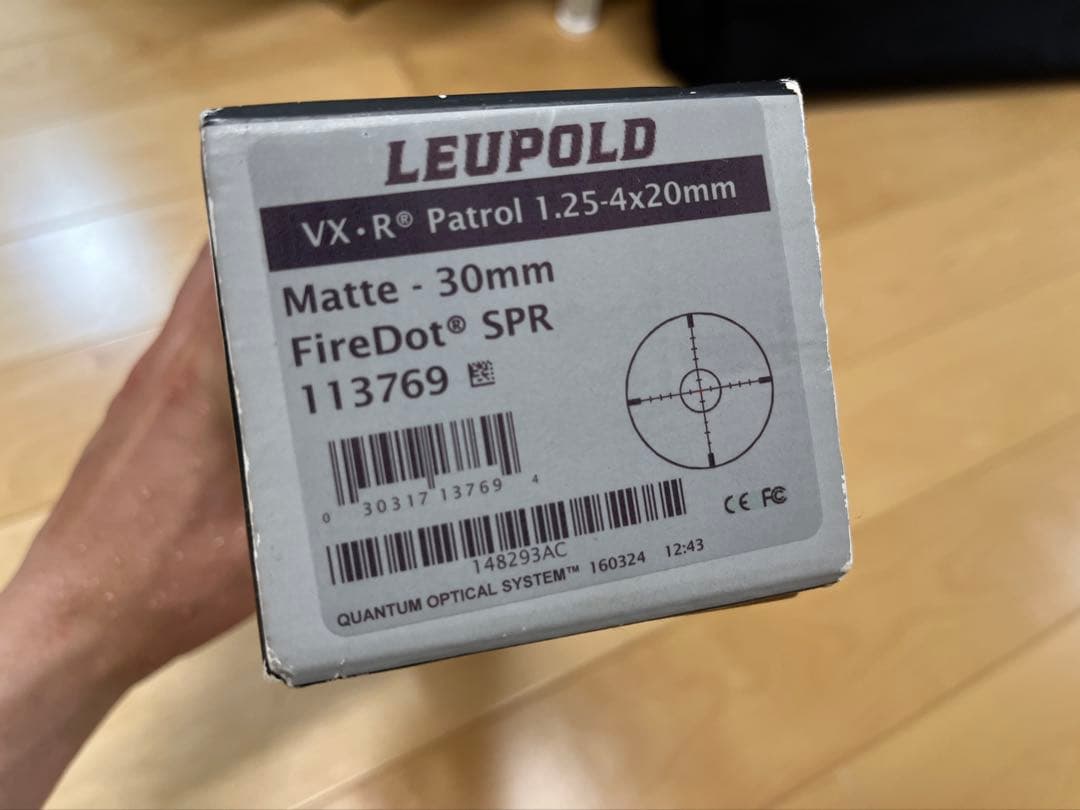 LEUPOLD
VX·R® Patrol 1.25-4x20mm
Matte - 30mm
FireDot® SPR
113769
0 30317 13769 4
148293AC
QUANTUM OPTICAL SYSTEM™ 160324 12:43
CE FC